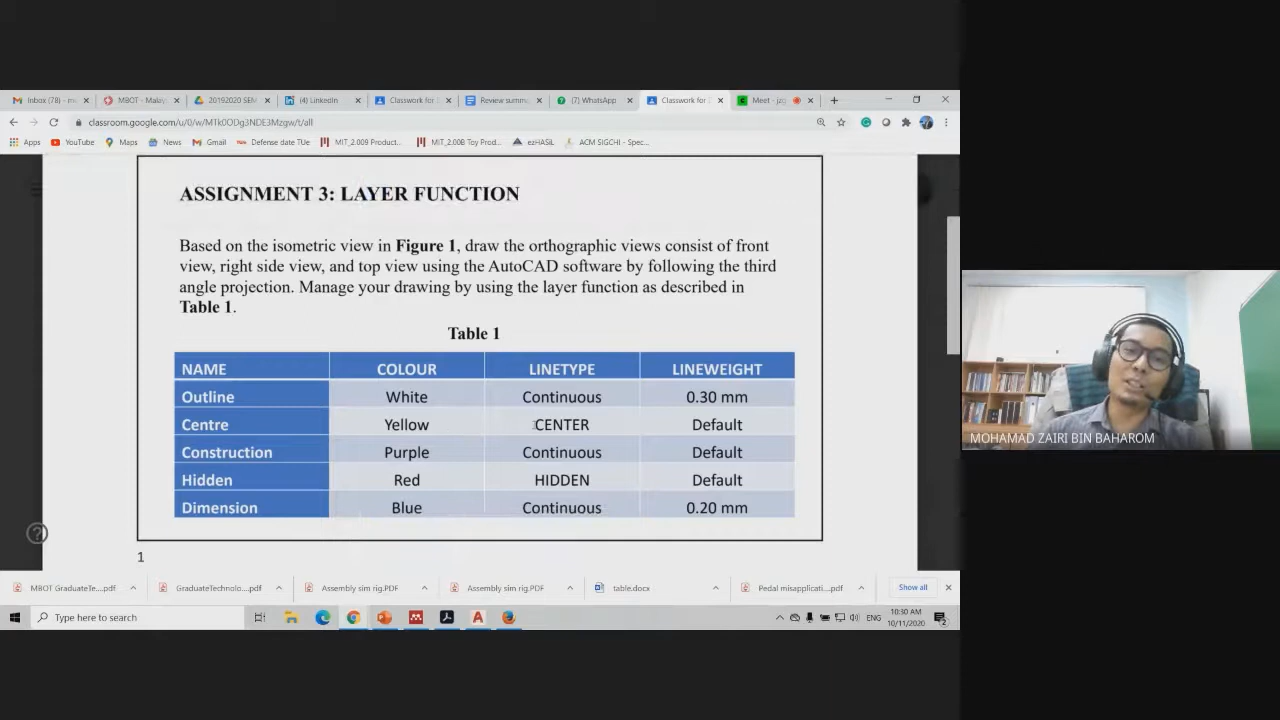 Inbox (78) - m
MBOT - Malay
20192020 SEM
(4) LinkedIn
Classwork for
Review summ
(7) WhatsApp
Classwork for
Meet - jzg
classroom.google.com/u/0/w/MTk0ODg3NDE3Mzgw/t/all
Apps
YouTube
Maps
News
Gmail
Defense date TUe
MIT_2.009 Product...
MIT_2.00B Toy Prod...
ezHASiL
ACM SIGCHI - Spec...
ASSIGNMENT 3: LAYER FUNCTION
Based on the isometric view in Figure 1, draw the orthographic views consist of front
view, right side view, and top view using the AutoCAD software by following the third
angle projection. Manage your drawing by using the layer function as described in
Table 1.
Table 1
NAME COLOUR LINETYPE LINEWEIGHT
Outline White Continuous 0.30 mm
Centre Yellow CENTER Default
Construction Purple Continuous Default
Hidden Red HIDDEN Default
Dimension Blue Continuous 0.20 mm
1
MOHAMAD ZAIRI BIN BAHAROM
MBOT GraduateTe....pdf
GraduateTechnolo....pdf
Assembly sim rig.PDF
Assembly sim rig.PDF
table.docx
Pedal misapplicati....pdf
Show all
Type here to search
ENG
10:30 AM
10/11/2020